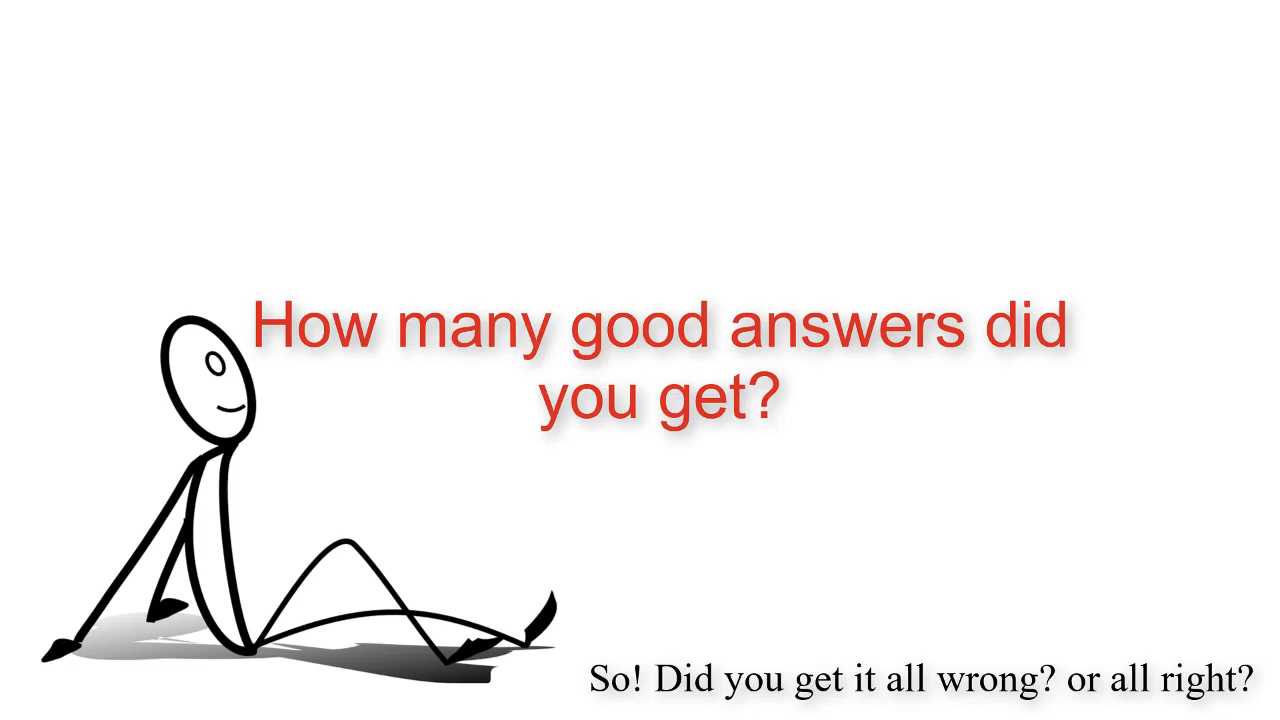 How many good answers did
you get?
So! Did you get it all wrong? or all right?